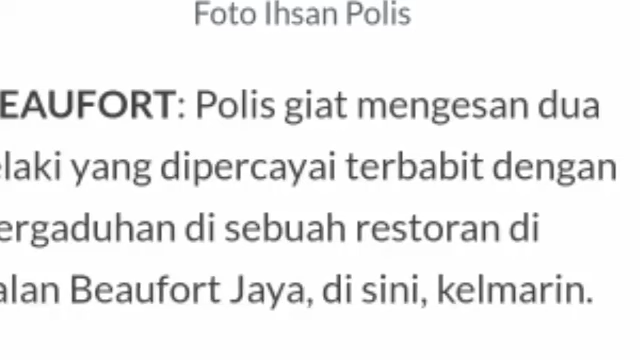 Foto Ihsan Polis
EAUFORT: Polis giat mengesan dua
elaki yang dipercayai terbabit dengan
ergaduhan di sebuah restoran di
alan Beaufort Jaya, di sini, kelmarin.